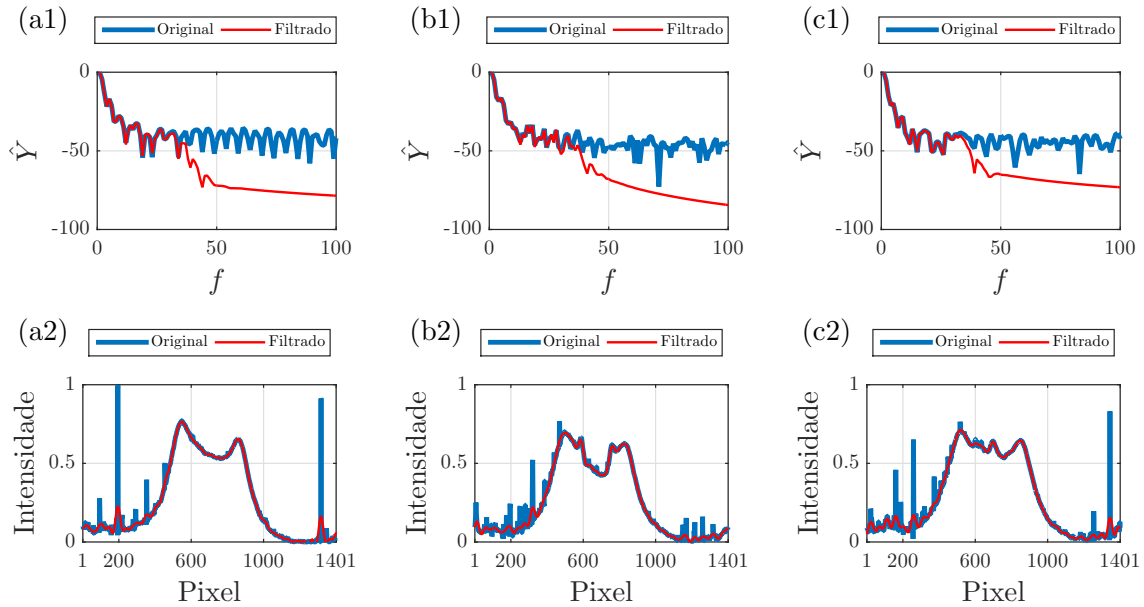 (a1) (b1) (c1)
Original Filtrado Original Filtrado Original Filtrado
0 0 0
Ŷ -50 Ŷ -50 Ŷ -50
-100 -100 -100
0 50 100 0 50 100 0 50 100
f f f
(a2) (b2) (c2)
Original Filtrado Original Filtrado Original Filtrado
1 1 1
Intensidade 0.5 Intensidade 0.5 Intensidade 0.5
0 0 0
1 200 600 1000 1401 1 200 600 1000 1401 1 200 600 1000 1401
Pixel Pixel Pixel